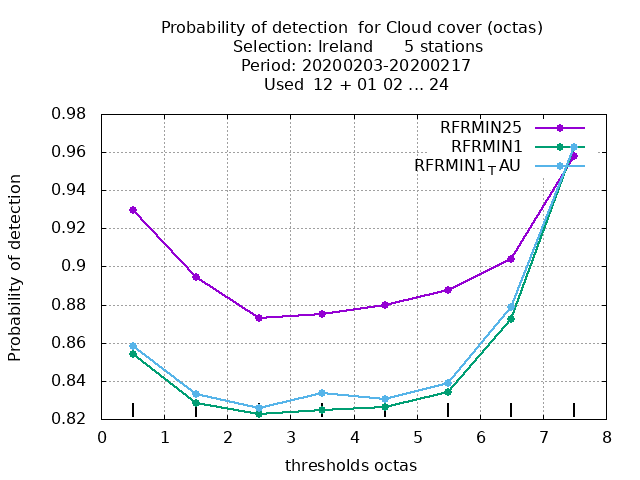 Probability of detection  for Cloud cover (octas)
Selection: Ireland      5 stations
Period: 20200203-20200217
Used  12 + 01 02 ... 24
RFRMIN25
RFRMIN1
RFRMIN1TAU
0.98
0.96
0.94
0.92
0.9
0.88
0.86
0.84
0.82
Probability of detection
0 1 2 3 4 5 6 7 8
thresholds octas